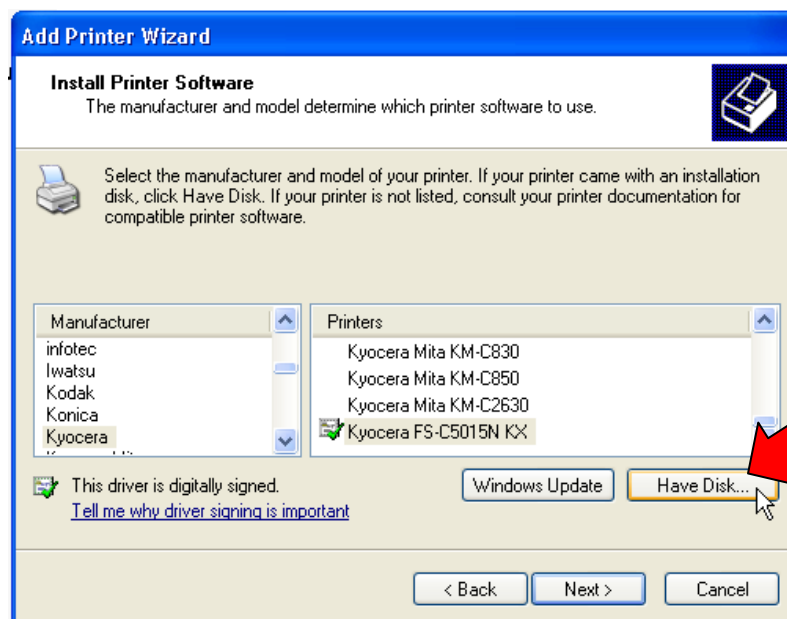 Add Printer Wizard
Install Printer Software
The manufacturer and model determine which printer software to use.
Select the manufacturer and model of your printer. If your printer came with an installation
disk, click Have Disk. If your printer is not listed, consult your printer documentation for
compatible printer software.
Manufacturer
infotec
Iwatsu
Kodak
Konica
Kyocera
Printers
Kyocera Mita KM-C830
Kyocera Mita KM-C850
Kyocera Mita KM-C2630
Kyocera FS-C5015N KX
This driver is digitally signed.
Tell me why driver signing is important
Windows Update
Have Disk...
< Back
Next >
Cancel